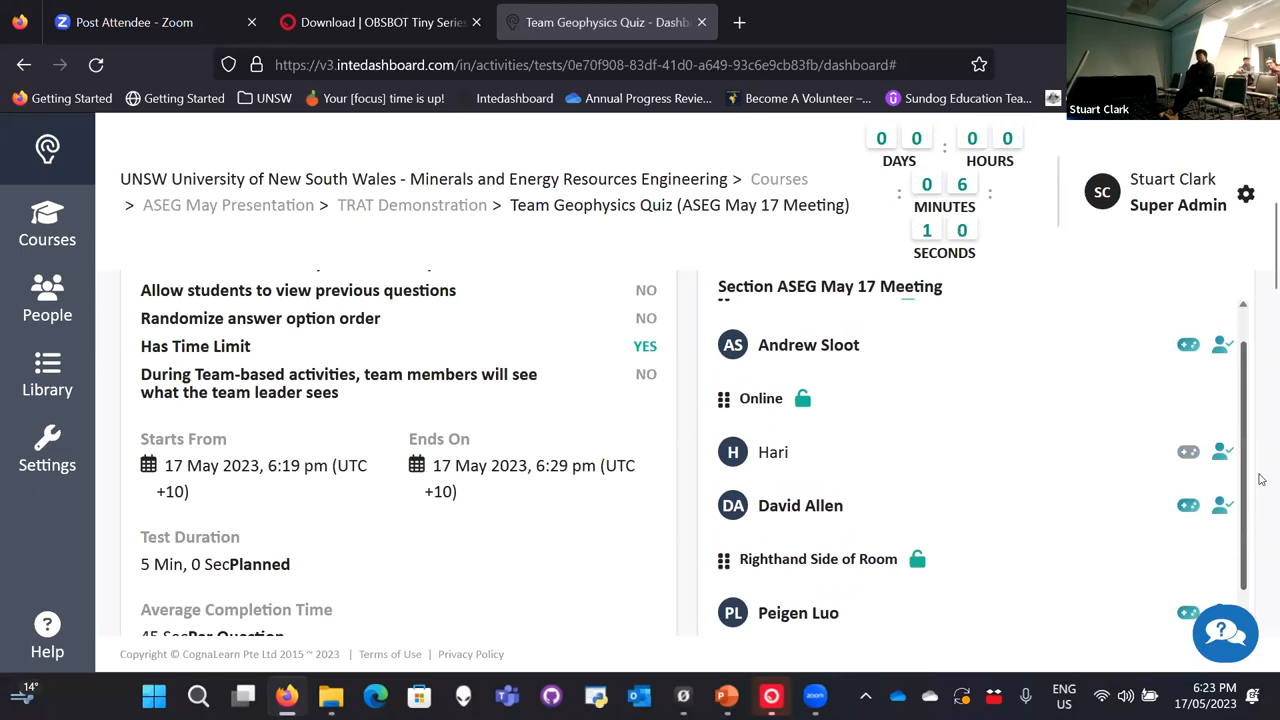 Post Attendee - Zoom
Download | OBSBOT Tiny Series
Team Geophysics Quiz - Dashb
https://v3.intedashboard.com/in/activities/tests/0e70f908-83df-41d0-a649-93c6e9cb83fb/dashboard#
Getting Started Getting Started UNSW Your [focus] time is up! Intedashboard Annual Progress Revie... Become A Volunteer –... Sundog Education Tea...
Stuart Clark
0 0 : 0 0
DAYS HOURS
: 0 6 :
MINUTES
1 0
SECONDS
UNSW University of New South Wales - Minerals and Energy Resources Engineering > Courses
> ASEG May Presentation > TRAT Demonstration > Team Geophysics Quiz (ASEG May 17 Meeting)
SC
Stuart Clark
Super Admin
Courses
People
Library
Settings
Help
Allow students to view previous questions NO
Randomize answer option order NO
Has Time Limit YES
During Team-based activities, team members will see NO
what the team leader sees
Starts From Ends On
17 May 2023, 6:19 pm (UTC 17 May 2023, 6:29 pm (UTC
+10) +10)
Test Duration
5 Min, 0 SecPlanned
Average Completion Time
45 SecPer Question
Section ASEG May 17 Meeting
AS Andrew Sloot
Online
H Hari
DA David Allen
Righthand Side of Room
PL Peigen Luo
Copyright © CognaLearn Pte Ltd 2015 ~ 2023 | Terms of Use | Privacy Policy
14°
ENG
US
6:23 PM
17/05/2023